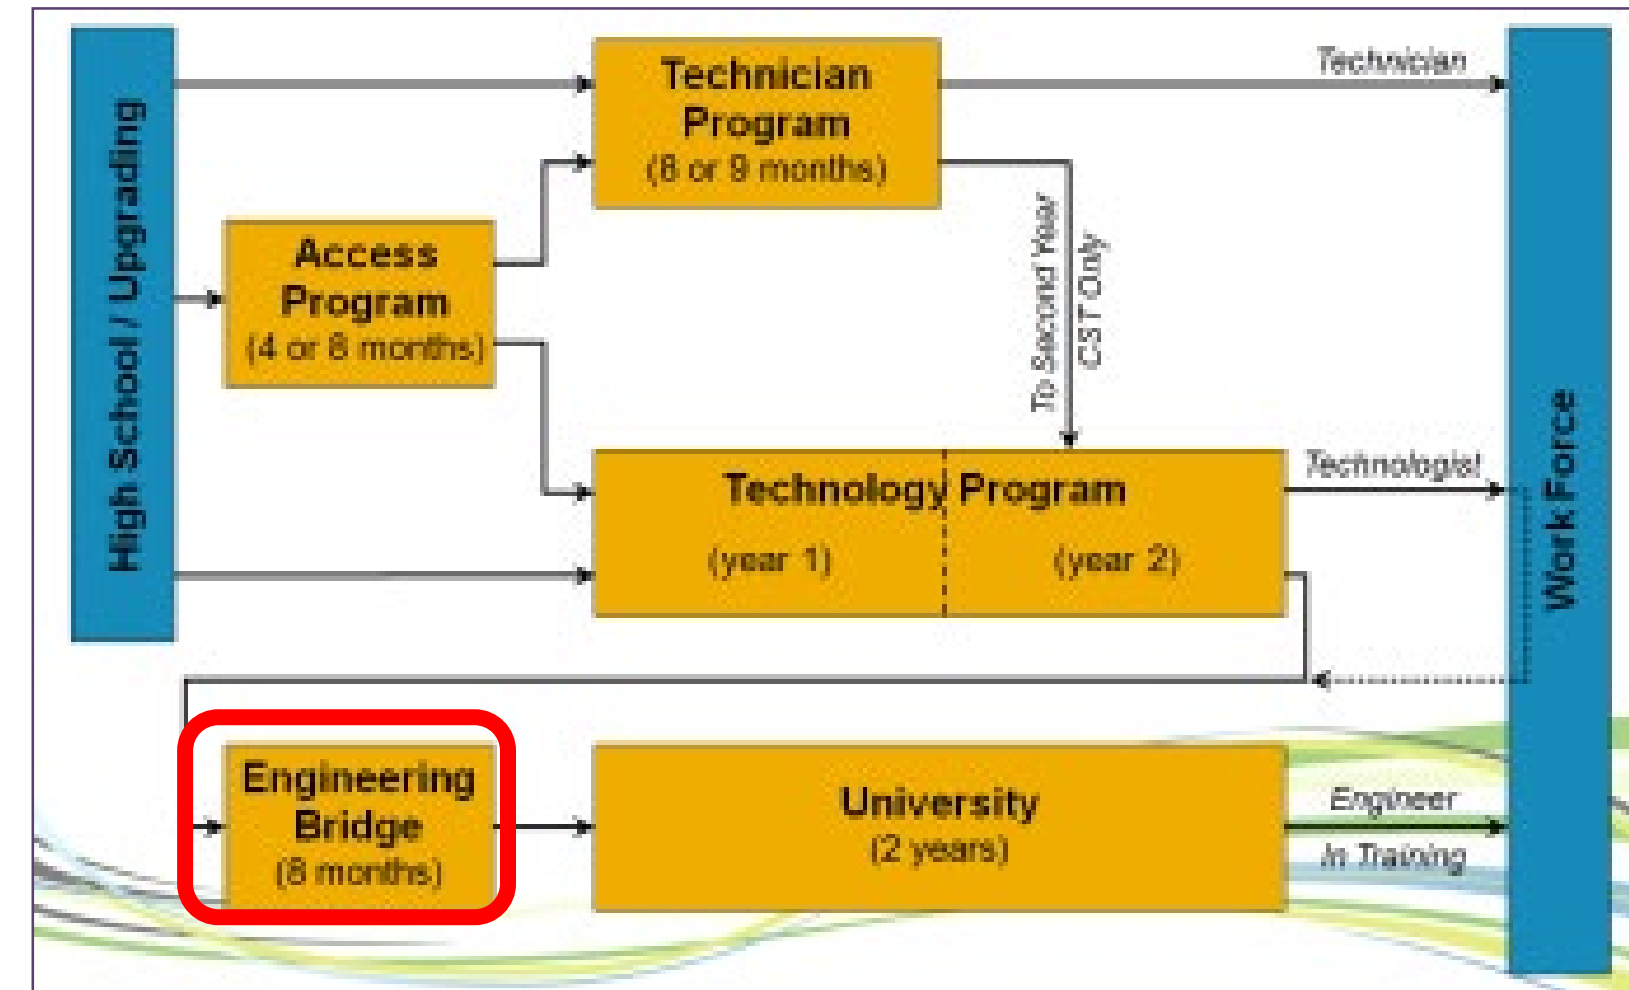 High School / Upgrading
Technician
Program
(8 or 9 months)
Technician
Access
Program
(4 or 8 months)
To Second Year
CST Only
Technology Program
(year 1)
(year 2)
Technologist
Work Force
Engineering
Bridge
(8 months)
University
(2 years)
Engineer
In Training